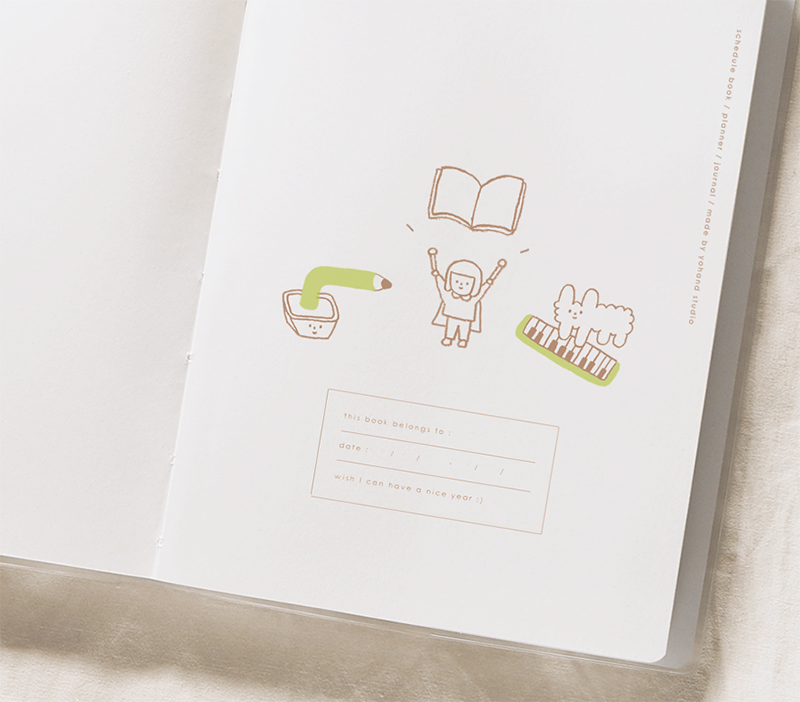 schedule book / planner / journal / made by yohand studio
this book belongs to :
date : / / - / /
wish I can have a nice year :)